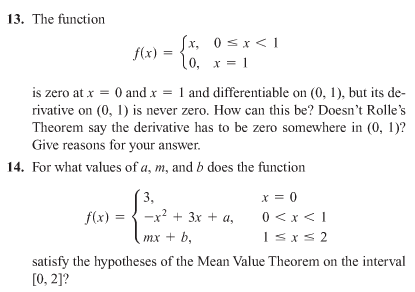 13. The function
f(x) = { x, 0 ≤ x < 1
0, x = 1
is zero at x = 0 and x = 1 and differentiable on (0, 1), but its de-
rivative on (0, 1) is never zero. How can this be? Doesn't Rolle's
Theorem say the derivative has to be zero somewhere in (0, 1)?
Give reasons for your answer.
14. For what values of a, m, and b does the function
3, x = 0
f(x) = { -x² + 3x + a, 0 < x < 1
mx + b, 1 ≤ x ≤ 2
satisfy the hypotheses of the Mean Value Theorem on the interval
[0, 2]?